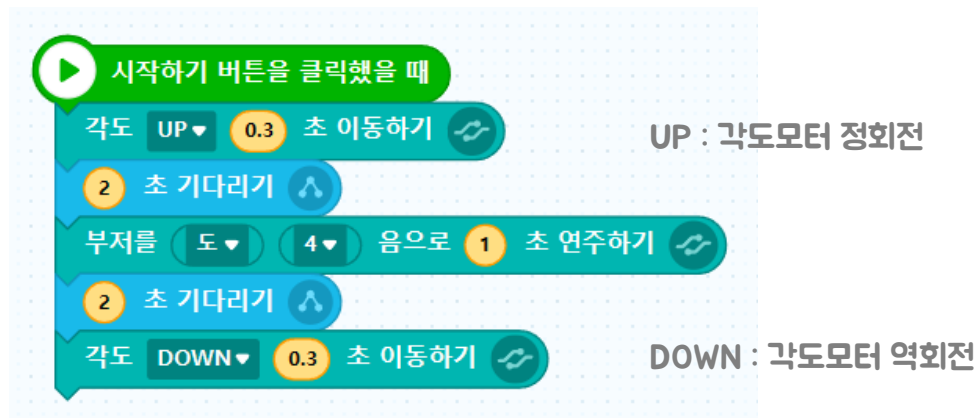 시작하기 버튼을 클릭했을 때
각도 UP 0.3 초 이동하기
UP : 각도모터 정회전
2 초 기다리기
부저를 도 4 음으로 1 초 연주하기
2 초 기다리기
각도 DOWN 0.3 초 이동하기
DOWN : 각도모터 역회전